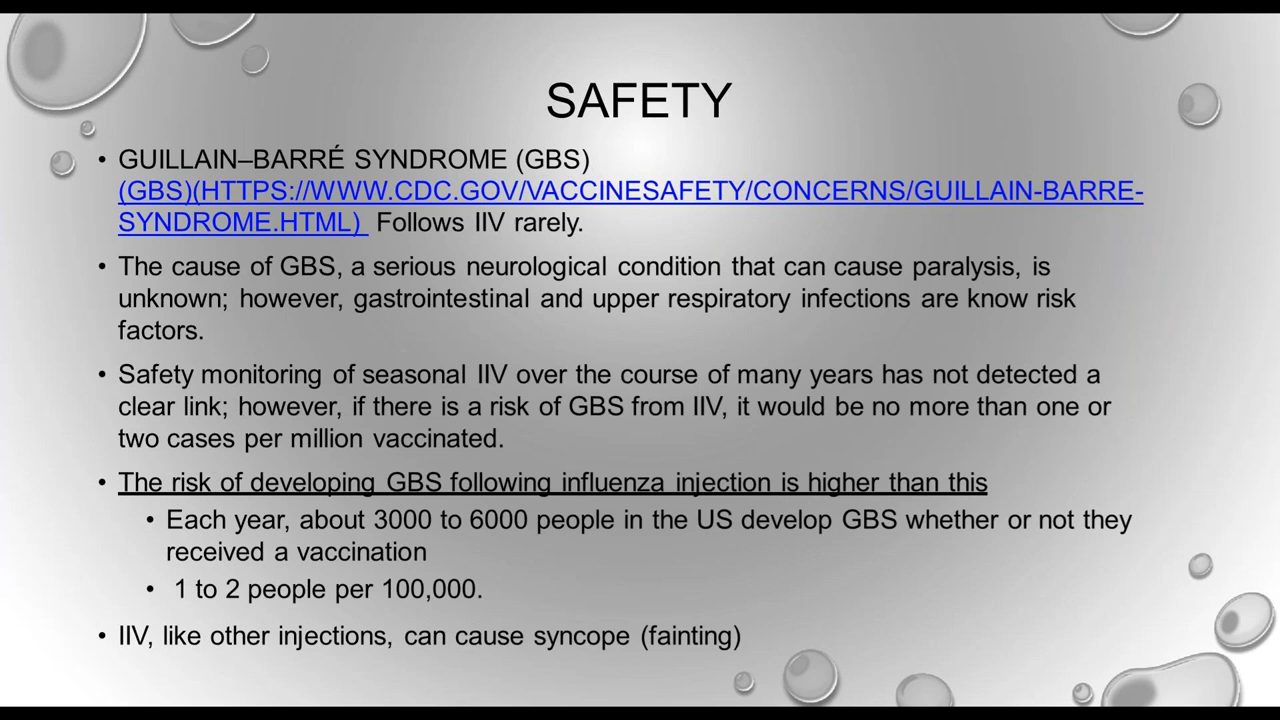 SAFETY
• GUILLAIN–BARRÉ SYNDROME (GBS)
(GBS)(HTTPS://WWW.CDC.GOV/VACCINESAFETY/CONCERNS/GUILLAIN-BARRE-
SYNDROME.HTML) Follows IIV rarely.
• The cause of GBS, a serious neurological condition that can cause paralysis, is
unknown; however, gastrointestinal and upper respiratory infections are know risk
factors.
• Safety monitoring of seasonal IIV over the course of many years has not detected a
clear link; however, if there is a risk of GBS from IIV, it would be no more than one or
two cases per million vaccinated.
• The risk of developing GBS following influenza injection is higher than this
• Each year, about 3000 to 6000 people in the US develop GBS whether or not they
received a vaccination
• 1 to 2 people per 100,000.
• IIV, like other injections, can cause syncope (fainting)